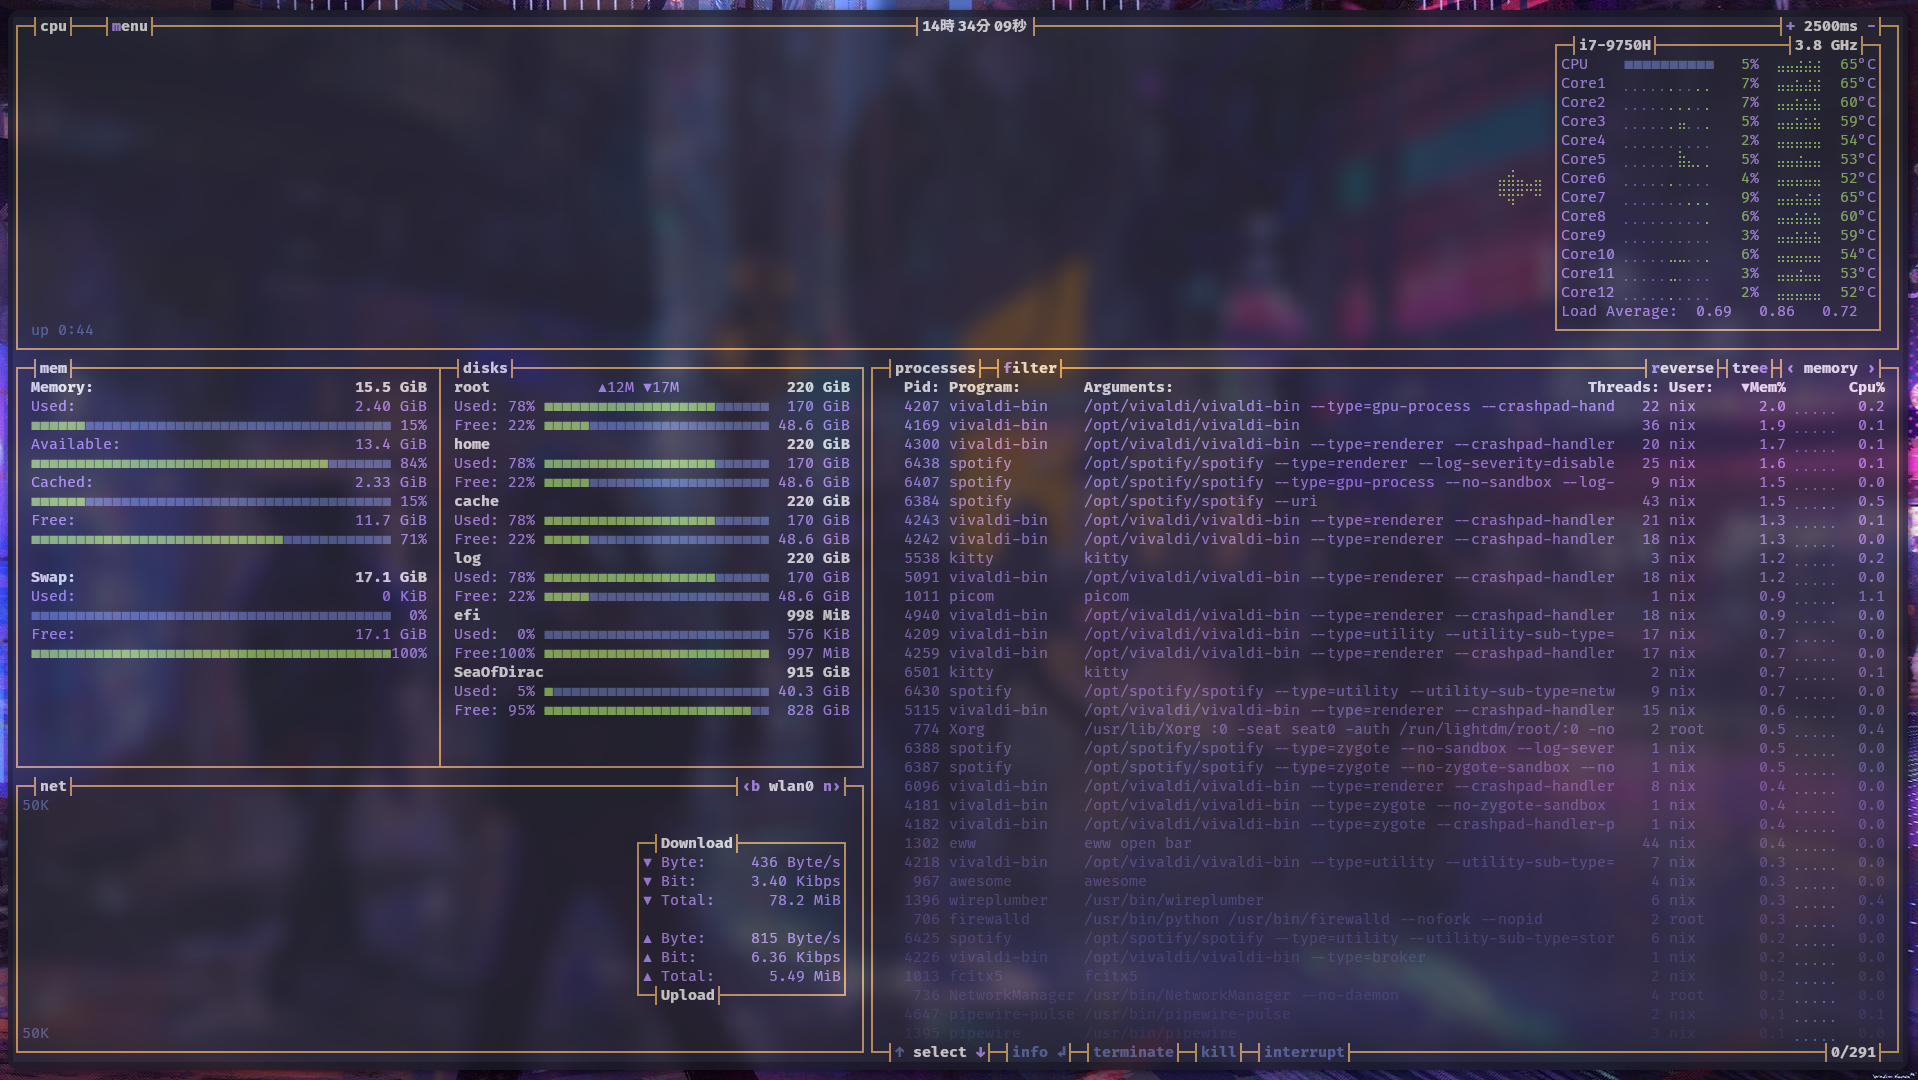 cpu menu 14時34分09秒 + 2500ms -
i7-9750H 3.8 GHz
CPU 5% 65°C
Core1 7% 65°C
Core2 7% 60°C
Core3 5% 59°C
Core4 2% 54°C
Core5 5% 53°C
Core6 4% 52°C
Core7 9% 65°C
Core8 6% 60°C
Core9 3% 59°C
Core10 6% 54°C
Core11 3% 53°C
Core12 2% 52°C
Load Average: 0.69 0.86 0.72
up 0:44
mem
Memory: 15.5 GiB
Used: 2.40 GiB
15%
Available: 13.4 GiB
84%
Cached: 2.33 GiB
15%
Free: 11.7 GiB
71%
Swap: 17.1 GiB
Used: 0 KiB
0%
Free: 17.1 GiB
100%
disks
root ▲12M ▼17M 220 GiB
Used: 78% 170 GiB
Free: 22% 48.6 GiB
home 220 GiB
Used: 78% 170 GiB
Free: 22% 48.6 GiB
cache 220 GiB
Used: 78% 170 GiB
Free: 22% 48.6 GiB
log 220 GiB
Used: 78% 170 GiB
Free: 22% 48.6 GiB
efi 998 MiB
Used: 0% 576 KiB
Free:100% 997 MiB
SeaOfDirac 915 GiB
Used: 5% 40.3 GiB
Free: 95% 828 GiB
net ‹b wlan0 n›
50K
Download
▼ Byte: 436 Byte/s
▼ Bit: 3.40 Kibps
▼ Total: 78.2 MiB
▲ Byte: 815 Byte/s
▲ Bit: 6.36 Kibps
▲ Total: 5.49 MiB
Upload
50K
processes filter reverse tree ‹ memory ›
Pid: Program: Arguments: Threads: User: ▼Mem% Cpu%
4207 vivaldi-bin /opt/vivaldi/vivaldi-bin --type=gpu-process --crashpad-hand 22 nix 2.0 0.2
4169 vivaldi-bin /opt/vivaldi/vivaldi-bin 36 nix 1.9 0.1
4300 vivaldi-bin /opt/vivaldi/vivaldi-bin --type=renderer --crashpad-handler 20 nix 1.7 0.1
6438 spotify /opt/spotify/spotify --type=renderer --log-severity=disable 25 nix 1.6 0.1
6407 spotify /opt/spotify/spotify --type=gpu-process --no-sandbox --log- 9 nix 1.5 0.0
6384 spotify /opt/spotify/spotify --uri 43 nix 1.5 0.5
4243 vivaldi-bin /opt/vivaldi/vivaldi-bin --type=renderer --crashpad-handler 21 nix 1.3 0.1
4242 vivaldi-bin /opt/vivaldi/vivaldi-bin --type=renderer --crashpad-handler 18 nix 1.3 0.0
5538 kitty kitty 3 nix 1.2 0.2
5091 vivaldi-bin /opt/vivaldi/vivaldi-bin --type=renderer --crashpad-handler 18 nix 1.2 0.0
1011 picom picom 1 nix 0.9 1.1
4940 vivaldi-bin /opt/vivaldi/vivaldi-bin --type=renderer --crashpad-handler 18 nix 0.9 0.0
4209 vivaldi-bin /opt/vivaldi/vivaldi-bin --type=utility --utility-sub-type= 17 nix 0.7 0.0
4259 vivaldi-bin /opt/vivaldi/vivaldi-bin --type=renderer --crashpad-handler 17 nix 0.7 0.0
6501 kitty kitty 2 nix 0.7 0.1
6430 spotify /opt/spotify/spotify --type=utility --utility-sub-type=netw 9 nix 0.7 0.0
5115 vivaldi-bin /opt/vivaldi/vivaldi-bin --type=renderer --crashpad-handler 15 nix 0.6 0.0
774 Xorg /usr/lib/Xorg :0 -seat seat0 -auth /run/lightdm/root/:0 -no 2 root 0.5 0.4
6388 spotify /opt/spotify/spotify --type=zygote --no-sandbox --log-sever 1 nix 0.5 0.0
6387 spotify /opt/spotify/spotify --type=zygote --no-zygote-sandbox --no 1 nix 0.5 0.0
6096 vivaldi-bin /opt/vivaldi/vivaldi-bin --type=renderer --crashpad-handler 8 nix 0.4 0.0
4181 vivaldi-bin /opt/vivaldi/vivaldi-bin --type=zygote --no-zygote-sandbox 1 nix 0.4 0.0
4182 vivaldi-bin /opt/vivaldi/vivaldi-bin --type=zygote --crashpad-handler-p 1 nix 0.4 0.0
1302 eww eww open bar 44 nix 0.4 0.0
4218 vivaldi-bin /opt/vivaldi/vivaldi-bin --type=utility --utility-sub-type= 7 nix 0.3 0.0
967 awesome awesome 4 nix 0.3 0.0
1396 wireplumber /usr/bin/wireplumber 6 nix 0.3 0.4
706 firewalld /usr/bin/python /usr/bin/firewalld --nofork --nopid 2 root 0.3 0.0
6425 spotify /opt/spotify/spotify --type=utility --utility-sub-type=stor 6 nix 0.2 0.0
4226 vivaldi-bin /opt/vivaldi/vivaldi-bin --type=broker 1 nix 0.2 0.0
1013 fcitx5 fcitx5 2 nix 0.2 0.0
736 NetworkManager /usr/bin/NetworkManager --no-daemon 4 root 0.2 0.0
4647 pipewire-pulse /usr/bin/pipewire-pulse 2 nix 0.1 0.1
1395 pipewire /usr/bin/pipewire 3 nix 0.1 0.0
↑ select ↓ info ↲ terminate kill interrupt 0/291